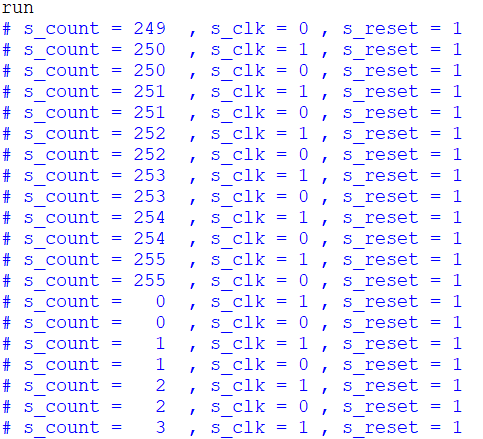 run
# s_count = 249  , s_clk = 0 , s_reset = 1
# s_count = 250  , s_clk = 1 , s_reset = 1
# s_count = 250  , s_clk = 0 , s_reset = 1
# s_count = 251  , s_clk = 1 , s_reset = 1
# s_count = 251  , s_clk = 0 , s_reset = 1
# s_count = 252  , s_clk = 1 , s_reset = 1
# s_count = 252  , s_clk = 0 , s_reset = 1
# s_count = 253  , s_clk = 1 , s_reset = 1
# s_count = 253  , s_clk = 0 , s_reset = 1
# s_count = 254  , s_clk = 1 , s_reset = 1
# s_count = 254  , s_clk = 0 , s_reset = 1
# s_count = 255  , s_clk = 1 , s_reset = 1
# s_count = 255  , s_clk = 0 , s_reset = 1
# s_count =   0  , s_clk = 1 , s_reset = 1
# s_count =   0  , s_clk = 0 , s_reset = 1
# s_count =   1  , s_clk = 1 , s_reset = 1
# s_count =   1  , s_clk = 0 , s_reset = 1
# s_count =   2  , s_clk = 1 , s_reset = 1
# s_count =   2  , s_clk = 0 , s_reset = 1
# s_count =   3  , s_clk = 1 , s_reset = 1